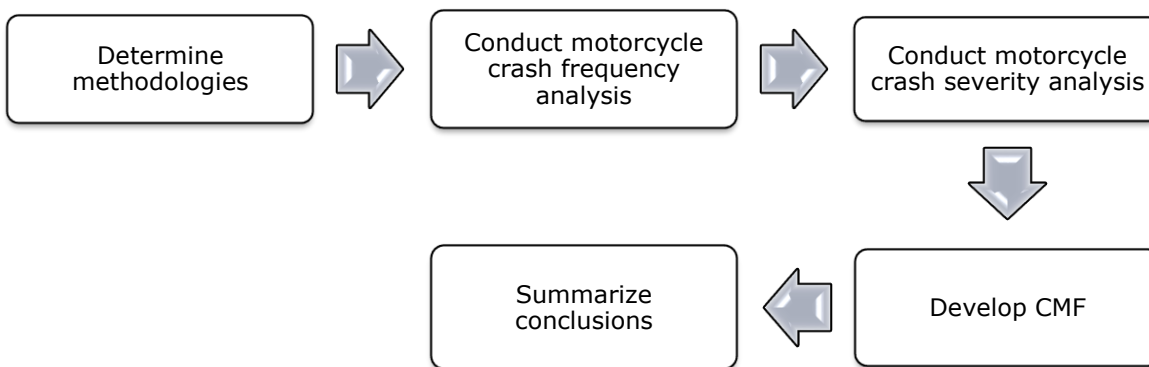 Determine
methodologies
Conduct motorcycle
crash frequency
analysis
Conduct motorcycle
crash severity analysis
Develop CMF
Summarize
conclusions